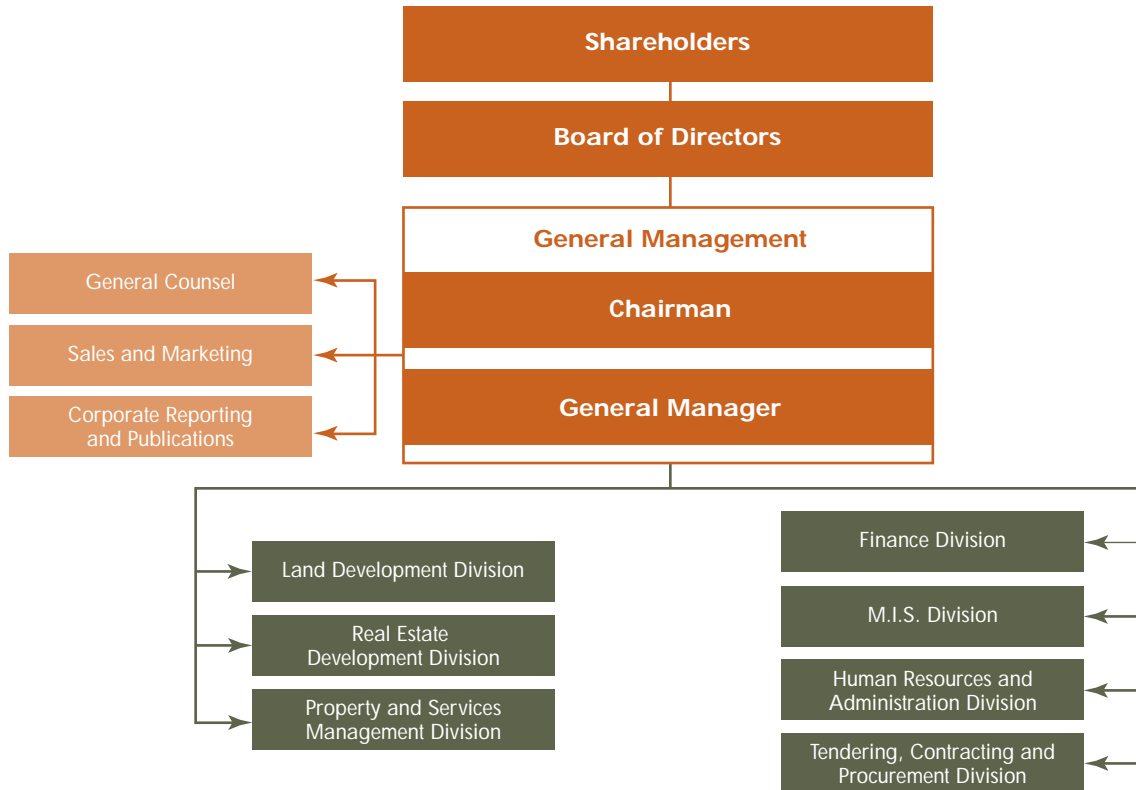 Shareholders
Board of Directors
General Management
Chairman
General Manager
General Counsel
Sales and Marketing
Corporate Reporting
and Publications
Land Development Division
Real Estate
Development Division
Property and Services
Management Division
Finance Division
M.I.S. Division
Human Resources and
Administration Division
Tendering, Contracting and
Procurement Division